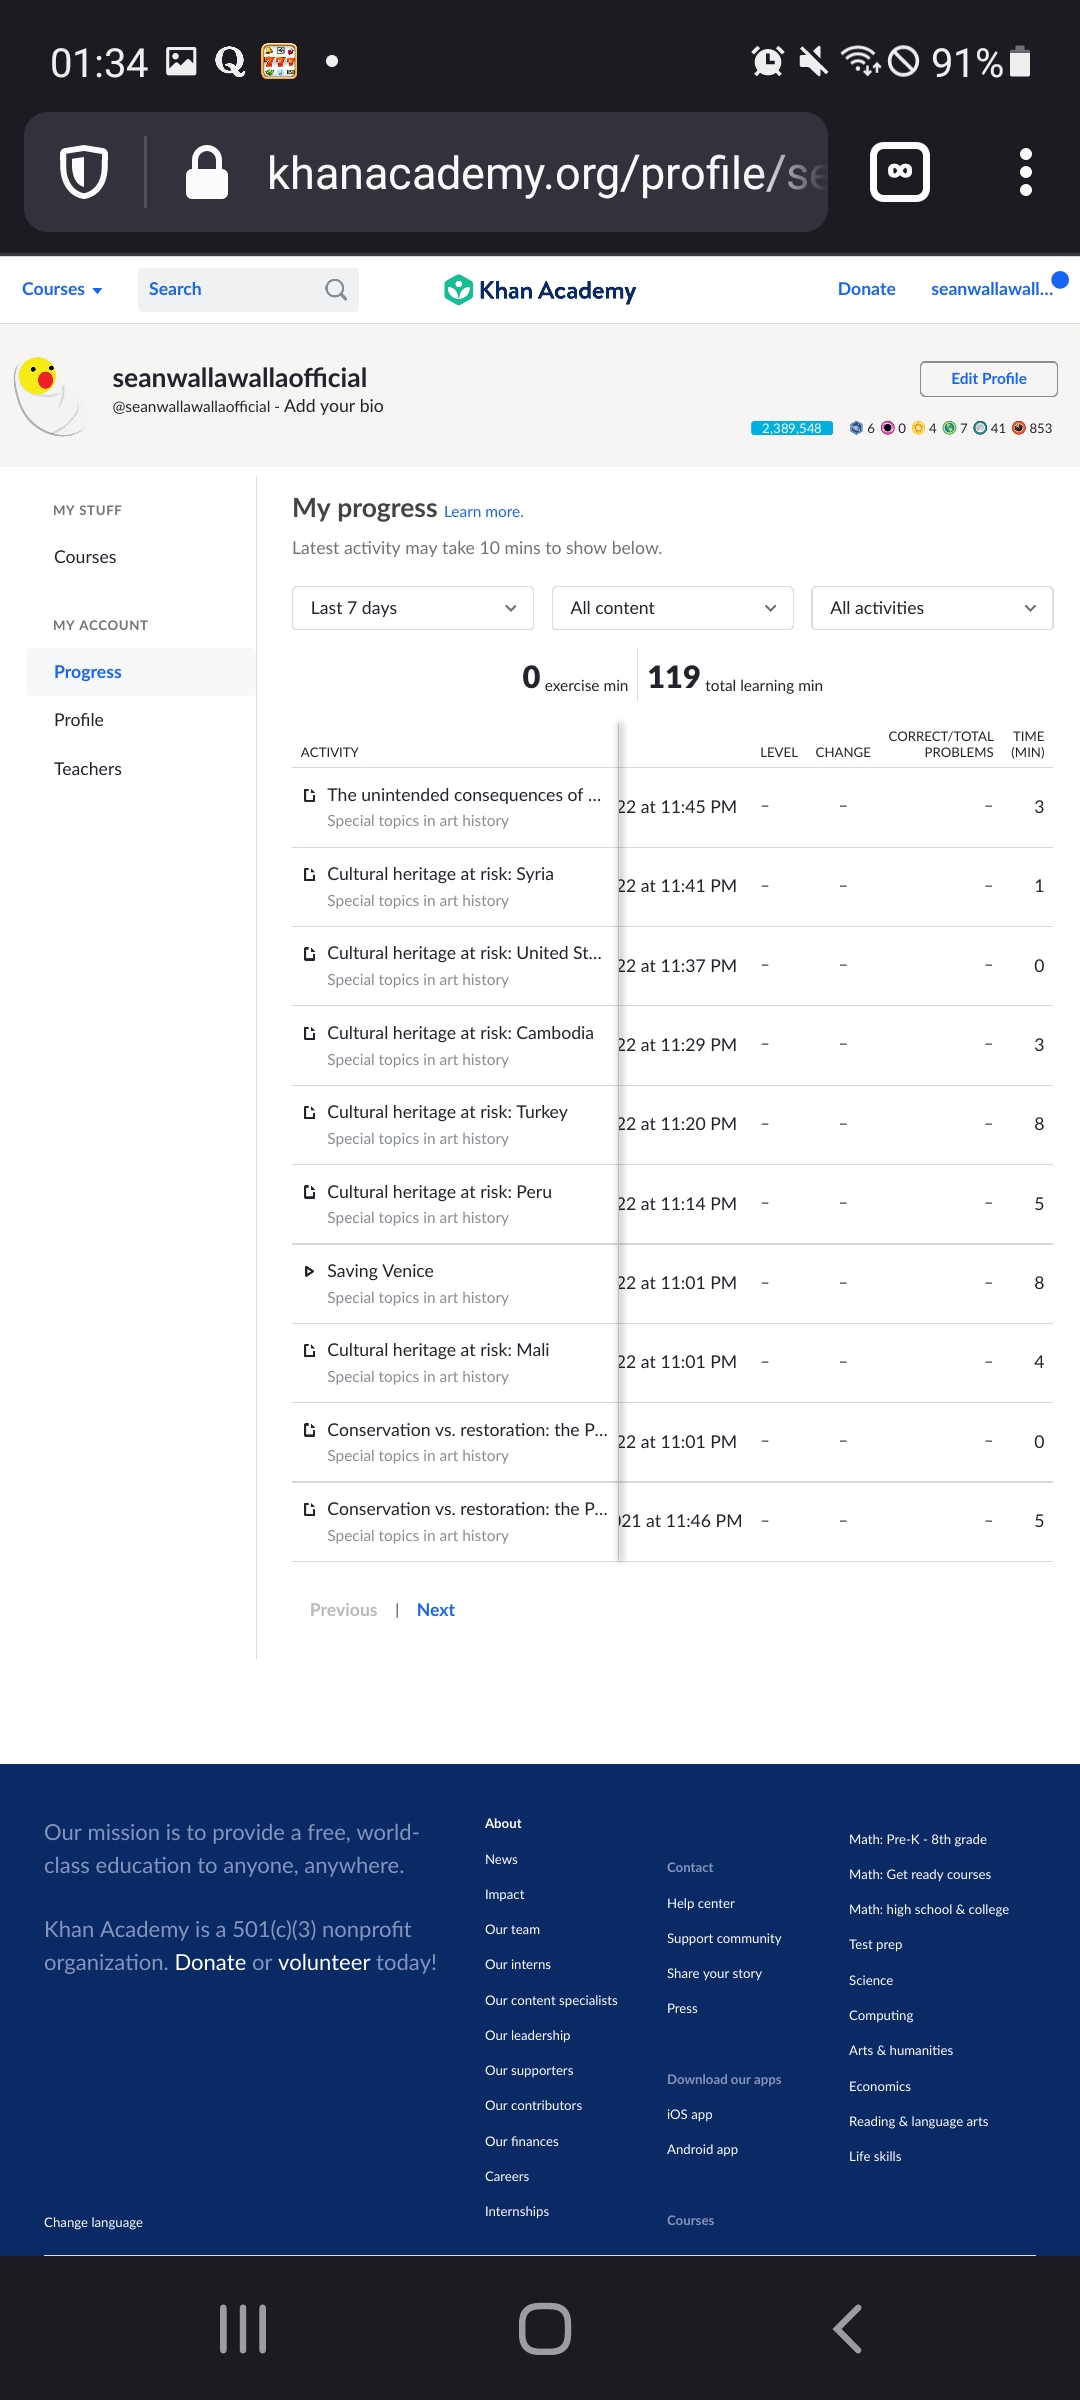 01:34
91%
khanacademy.org/profile/se
Courses
Search
Khan Academy
Donate
seanwallawall...
seanwallawallaofficial
@seanwallawallaofficial - Add your bio
Edit Profile
2,389,548 6 0 4 7 41 853
MY STUFF
Courses
MY ACCOUNT
Progress
Profile
Teachers
My progress Learn more.
Latest activity may take 10 mins to show below.
Last 7 days
All content
All activities
0 exercise min
119 total learning min
ACTIVITY LEVEL CHANGE CORRECT/TOTAL PROBLEMS TIME (MIN)
The unintended consequences of ...
Special topics in art history
22 at 11:45 PM – – – 3
Cultural heritage at risk: Syria
Special topics in art history
22 at 11:41 PM – – – 1
Cultural heritage at risk: United St...
Special topics in art history
22 at 11:37 PM – – – 0
Cultural heritage at risk: Cambodia
Special topics in art history
22 at 11:29 PM – – – 3
Cultural heritage at risk: Turkey
Special topics in art history
22 at 11:20 PM – – – 8
Cultural heritage at risk: Peru
Special topics in art history
22 at 11:14 PM – – – 5
Saving Venice
Special topics in art history
22 at 11:01 PM – – – 8
Cultural heritage at risk: Mali
Special topics in art history
22 at 11:01 PM – – – 4
Conservation vs. restoration: the P...
Special topics in art history
22 at 11:01 PM – – – 0
Conservation vs. restoration: the P...
Special topics in art history
021 at 11:46 PM – – – 5
Previous | Next
Our mission is to provide a free, world-
class education to anyone, anywhere.
Khan Academy is a 501(c)(3) nonprofit
organization. Donate or volunteer today!
Change language
About
News
Impact
Our team
Our interns
Our content specialists
Our leadership
Our supporters
Our contributors
Our finances
Careers
Internships
Contact
Help center
Support community
Share your story
Press
Download our apps
iOS app
Android app
Courses
Math: Pre-K - 8th grade
Math: Get ready courses
Math: high school & college
Test prep
Science
Computing
Arts & humanities
Economics
Reading & language arts
Life skills